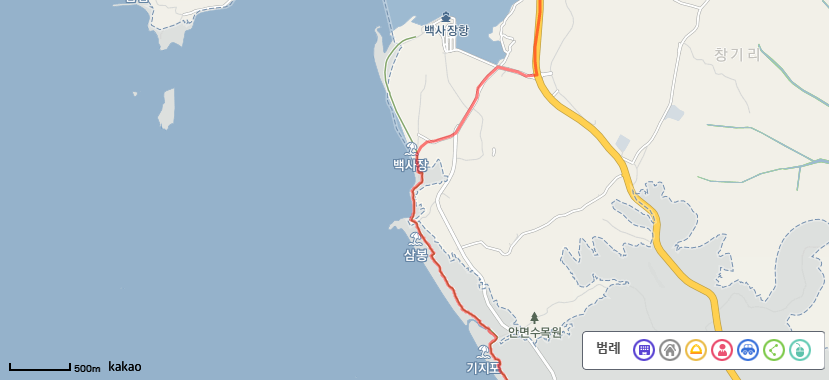 백사장항
창기리
백사장
삼봉
안면수목원
범례
기지포
500m kakao